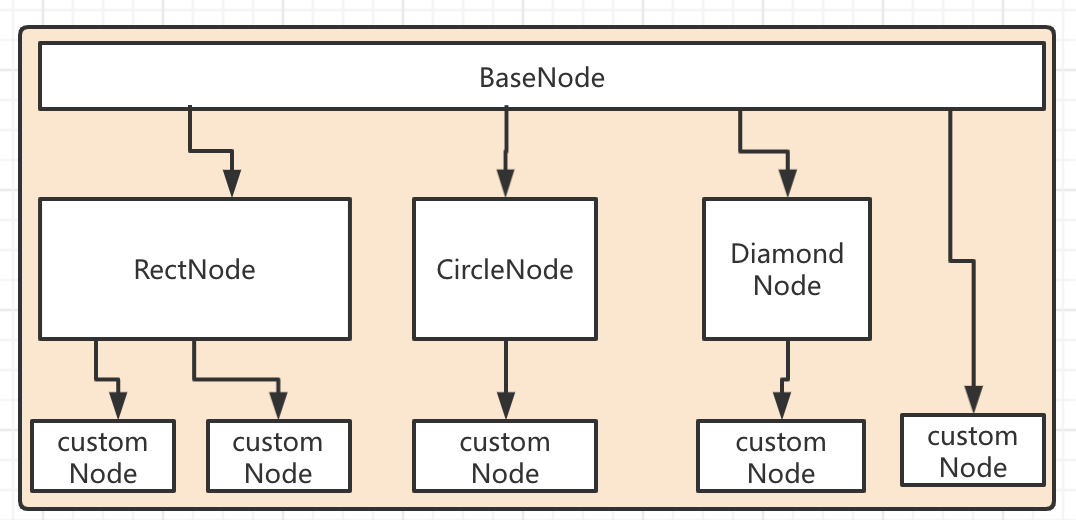 BaseNode
RectNode
CircleNode
Diamond
Node
custom
Node
custom
Node
custom
Node
custom
Node
custom
Node